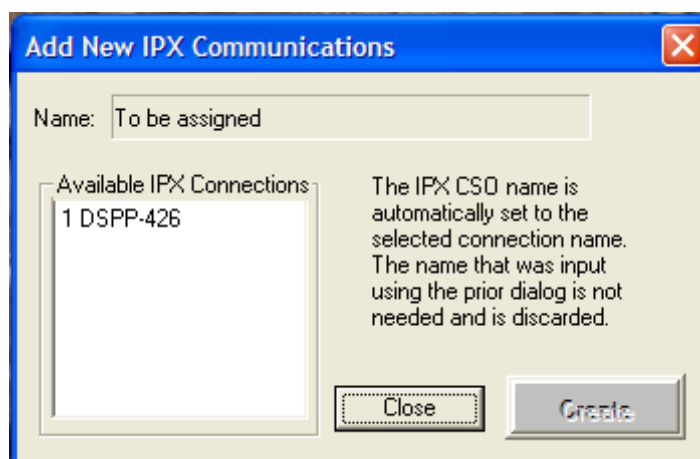 Add New IPX Communications
Name: To be assigned
Available IPX Connections
1 DSPP-426
The IPX CSO name is
automatically set to the
selected connection name.
The name that was input
using the prior dialog is not
needed and is discarded.
Close
Create